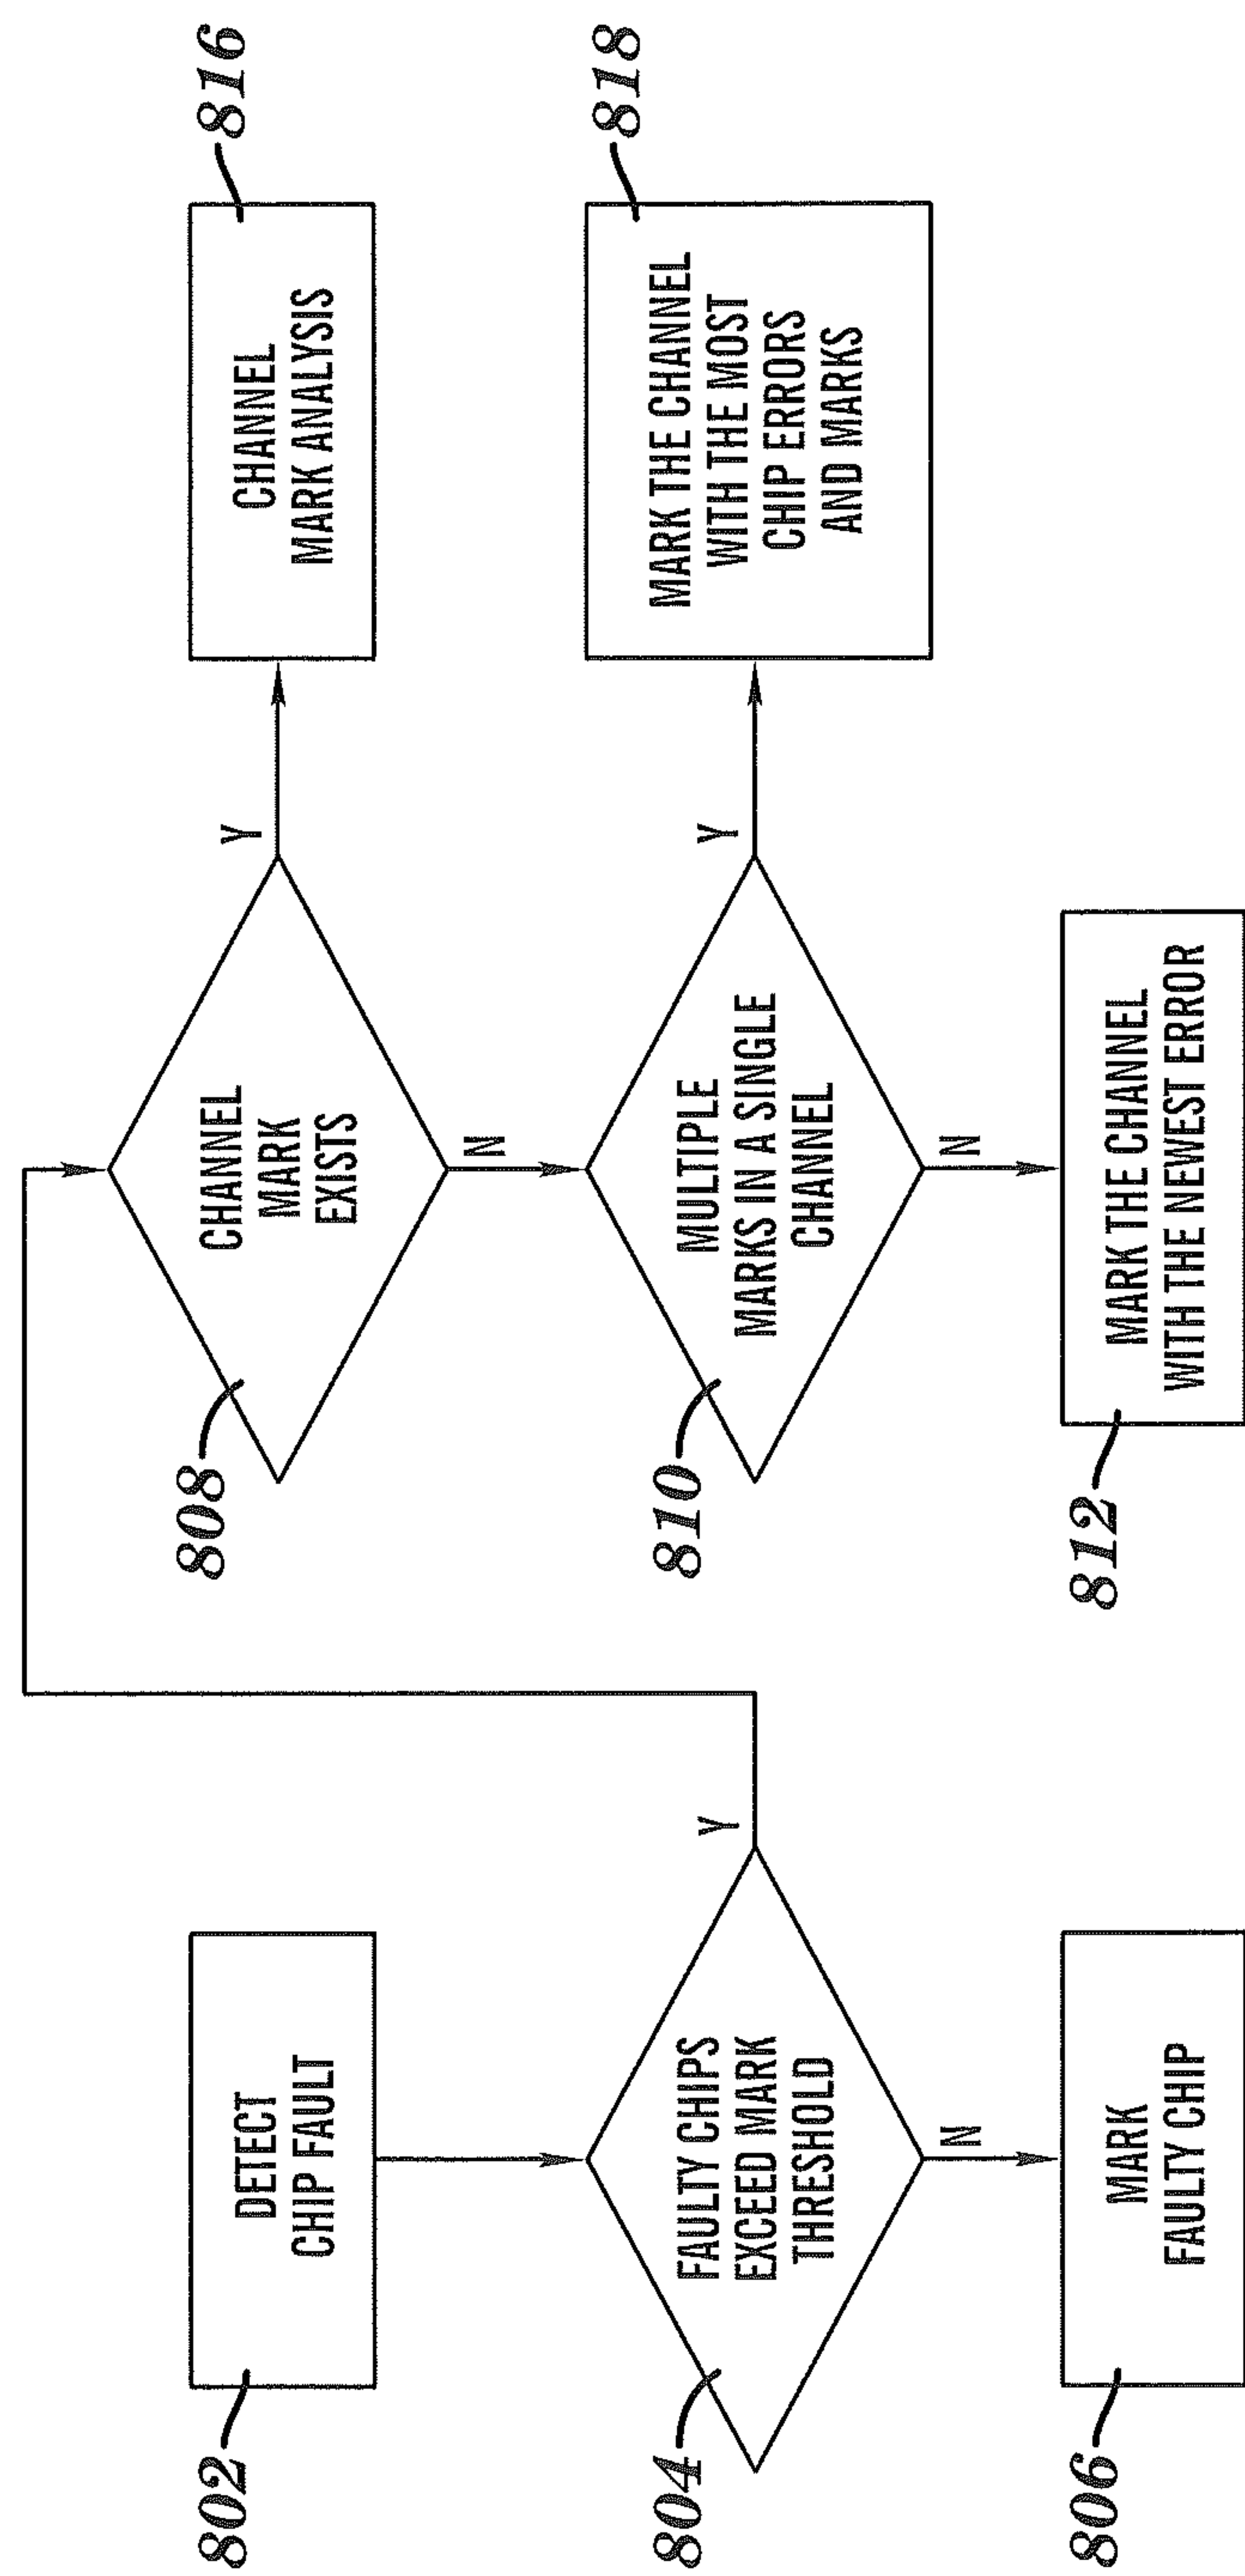 802
DETECT
CHIP FAULT
804
FAULTY CHIPS
EXCEED MARK
THRESHOLD
Y
N
806
MARK
FAULTY CHIP
808
CHANNEL
MARK
EXISTS
Y
N
816
CHANNEL
MARK ANALYSIS
810
MULTIPLE
MARKS IN A SINGLE
CHANNEL
Y
N
818
MARK THE CHANNEL
WITH THE MOST
CHIP ERRORS
AND MARKS
812
MARK THE CHANNEL
WITH THE NEWEST ERROR